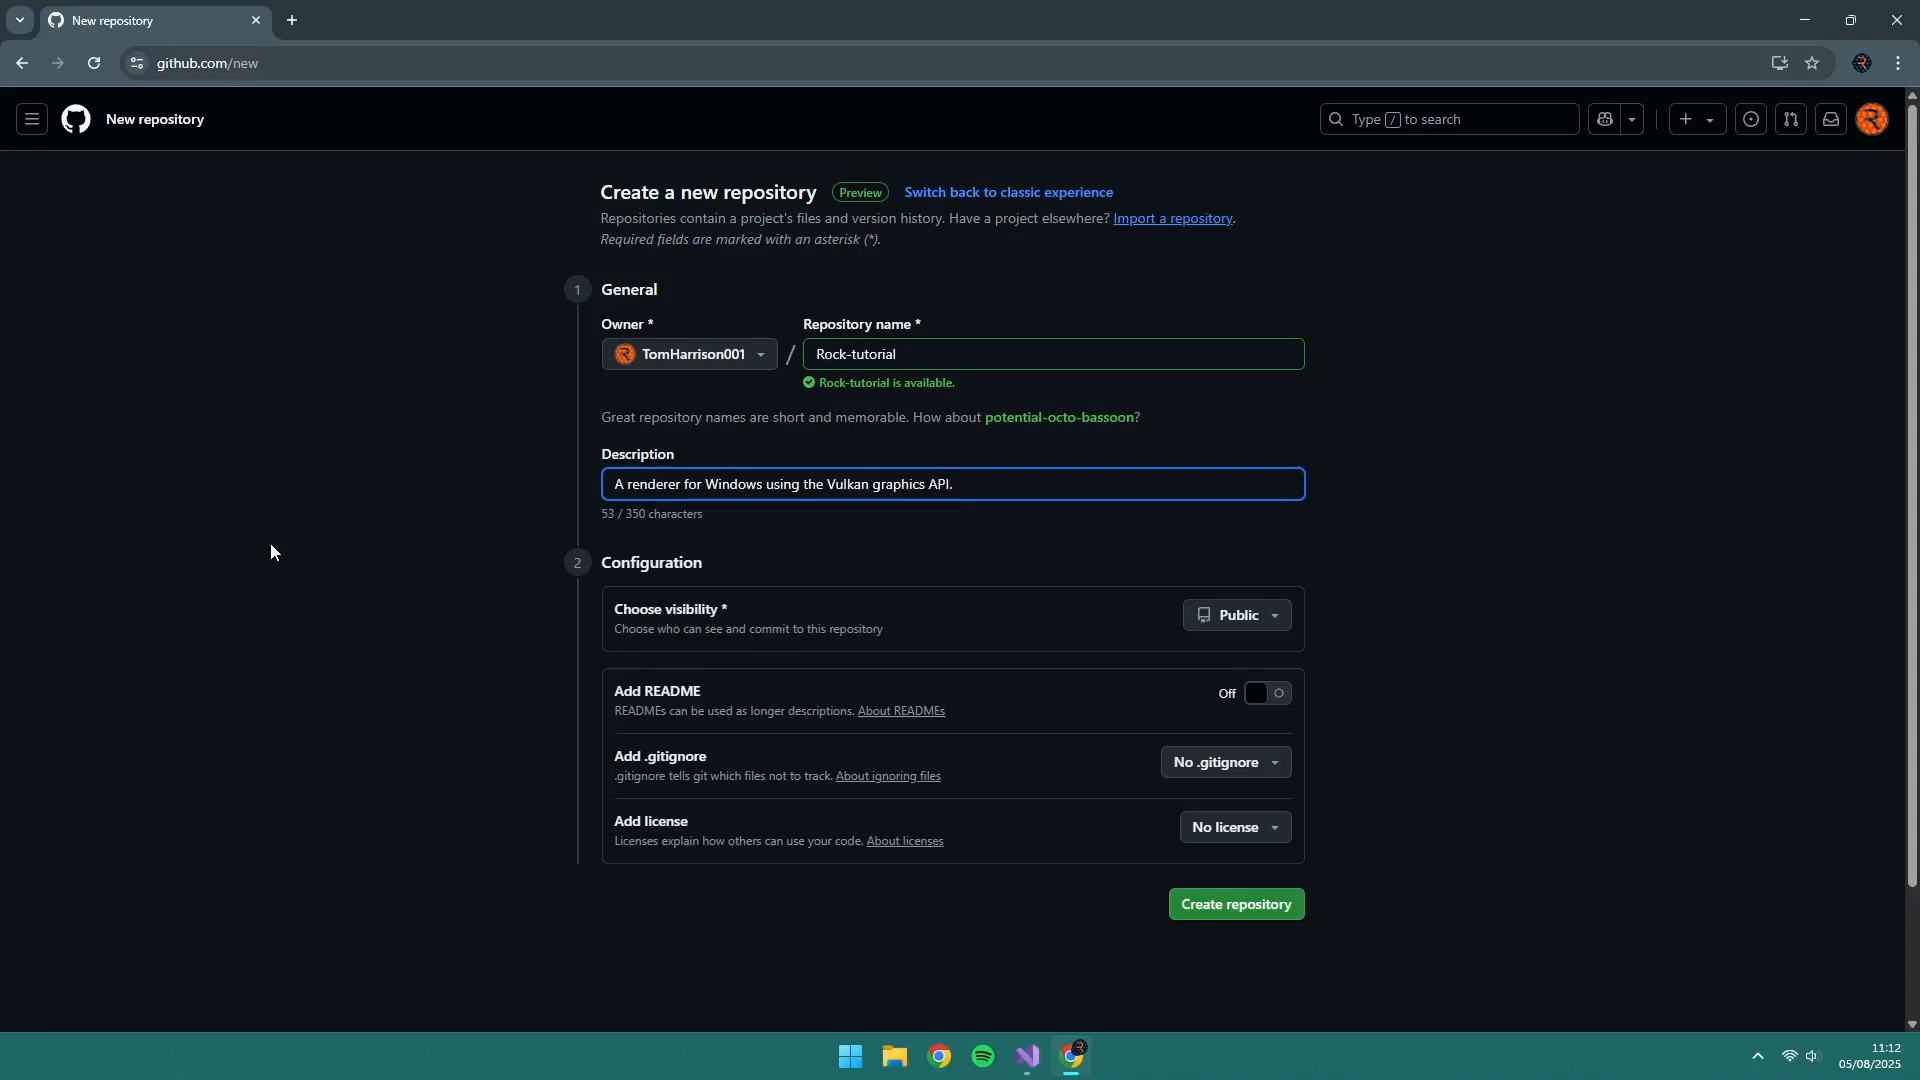 New repository
github.com/new
New repository
Type / to search
Create a new repository Preview Switch back to classic experience
Repositories contain a project's files and version history. Have a project elsewhere? Import a repository.
Required fields are marked with an asterisk (*).
1 General
Owner * Repository name *
TomHarrison001 / Rock-tutorial
Rock-tutorial is available.
Great repository names are short and memorable. How about potential-octo-bassoon?
Description
A renderer for Windows using the Vulkan graphics API.
53 / 350 characters
2 Configuration
Choose visibility * Public
Choose who can see and commit to this repository
Add README Off
READMEs can be used as longer descriptions. About READMEs
Add .gitignore No .gitignore
.gitignore tells git which files not to track. About ignoring files
Add license No license
Licenses explain how others can use your code. About licenses
Create repository
11:12
05/08/2025